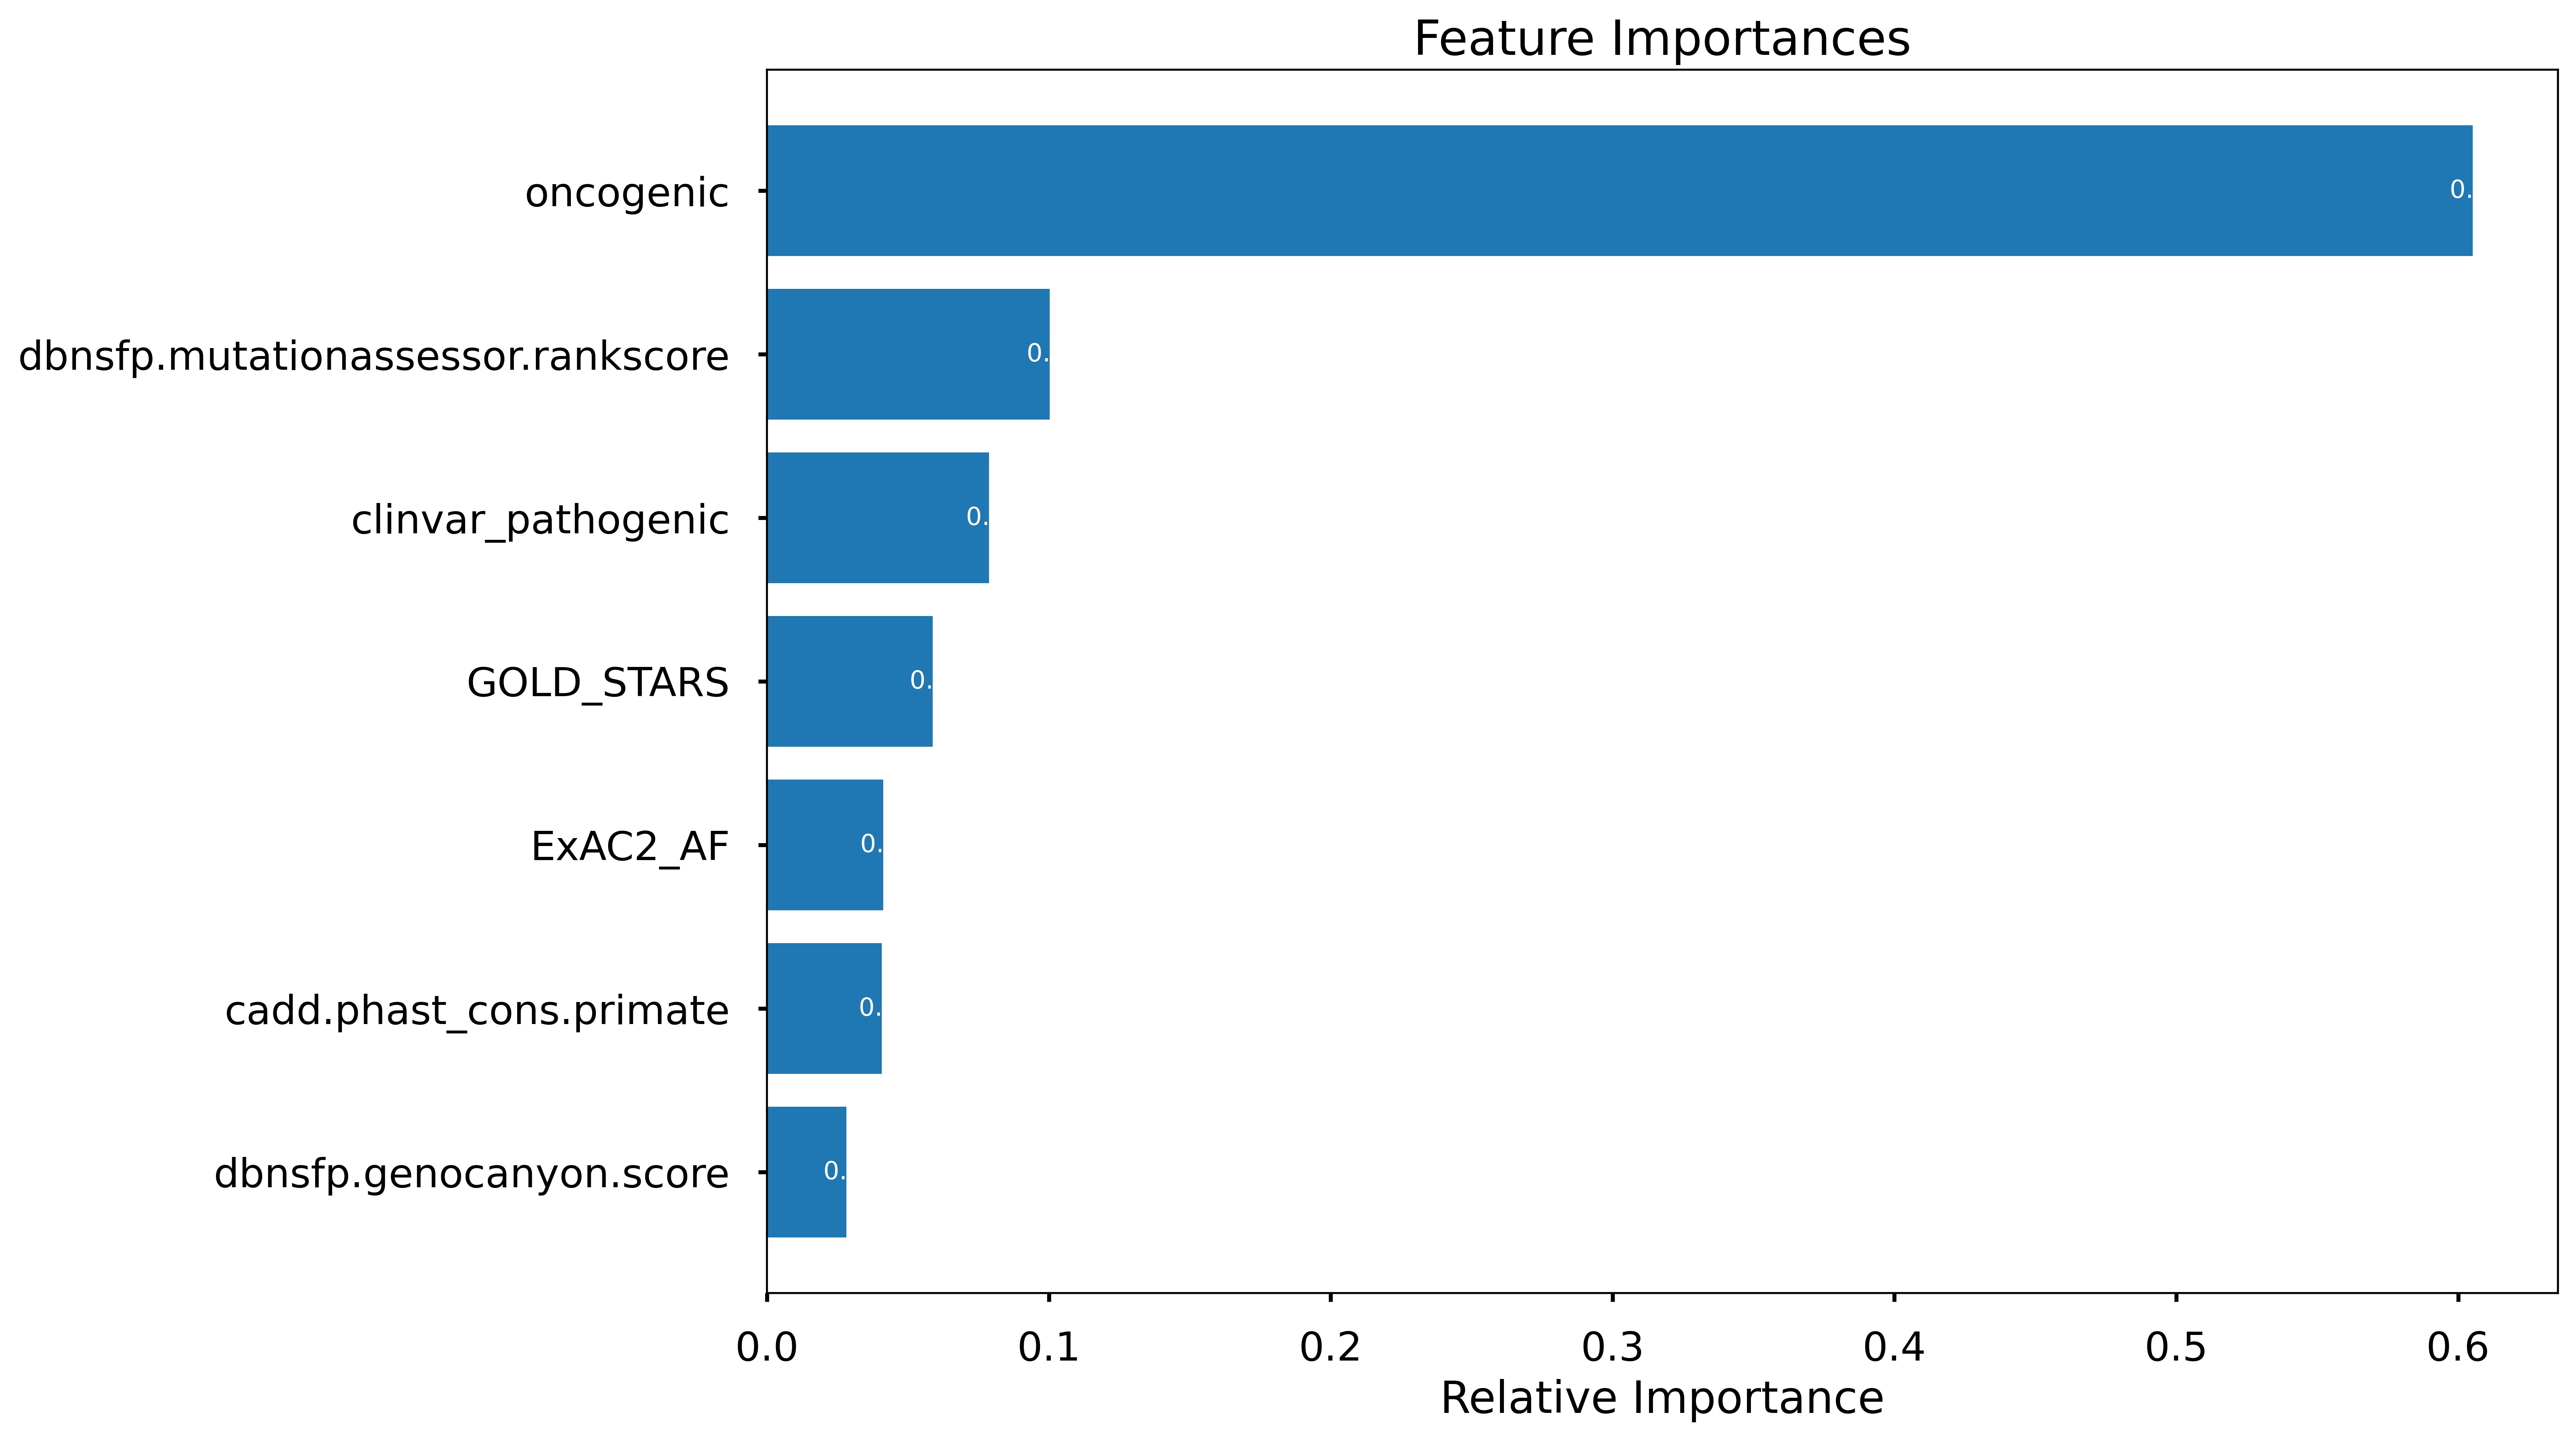 Feature Importances
oncogenic
0.
dbnsfp.mutationassessor.rankscore
0.
clinvar_pathogenic
0.
GOLD_STARS
0.
ExAC2_AF
0.
cadd.phast_cons.primate
0.
dbnsfp.genocanyon.score
0.
0.0 0.1 0.2 0.3 0.4 0.5 0.6
Relative Importance